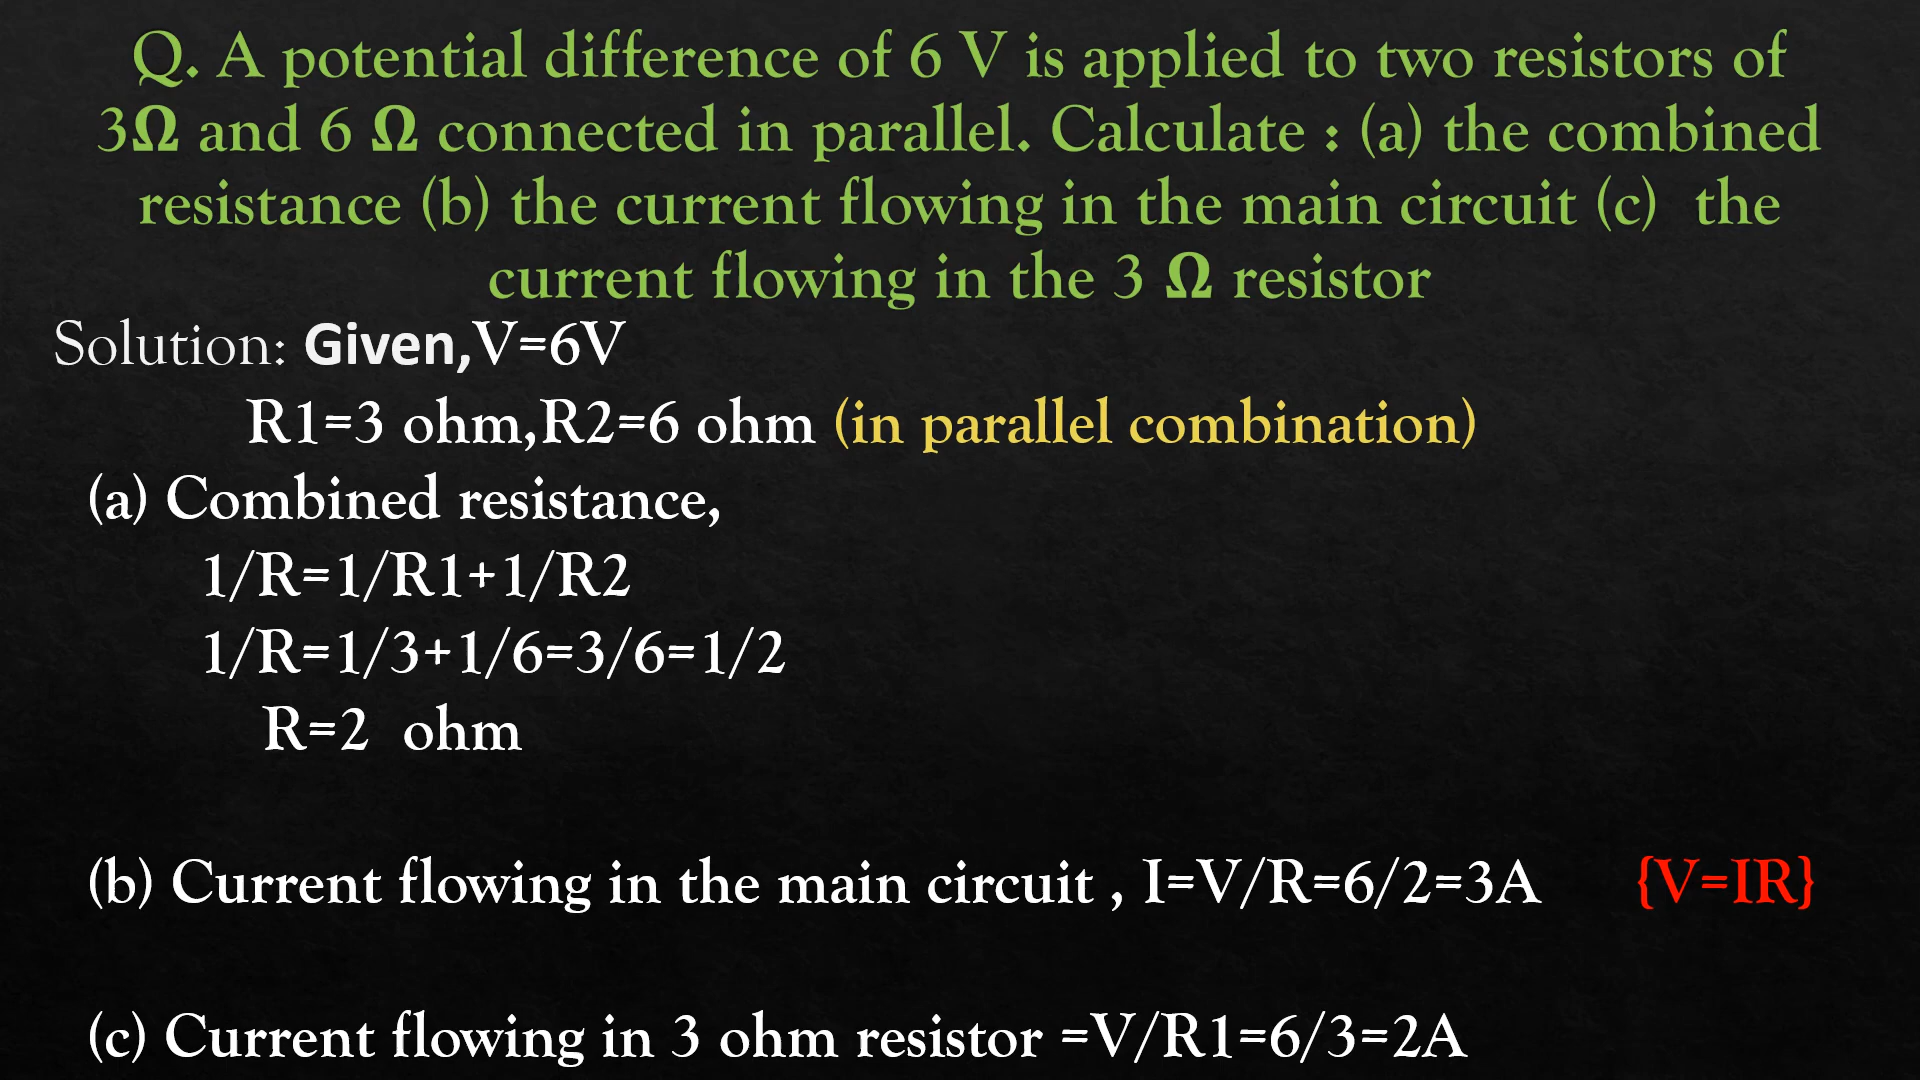 Q. A potential difference of 6 V is applied to two resistors of
3Ω and 6 Ω connected in parallel. Calculate : (a) the combined
resistance (b) the current flowing in the main circuit (c)  the
current flowing in the 3 Ω resistor
Solution: Given,V=6V
R1=3 ohm,R2=6 ohm (in parallel combination)
(a) Combined resistance,
1/R=1/R1+1/R2
1/R=1/3+1/6=3/6=1/2
R=2  ohm
(b) Current flowing in the main circuit , I=V/R=6/2=3A {V=IR}
(c) Current flowing in 3 ohm resistor =V/R1=6/3=2A